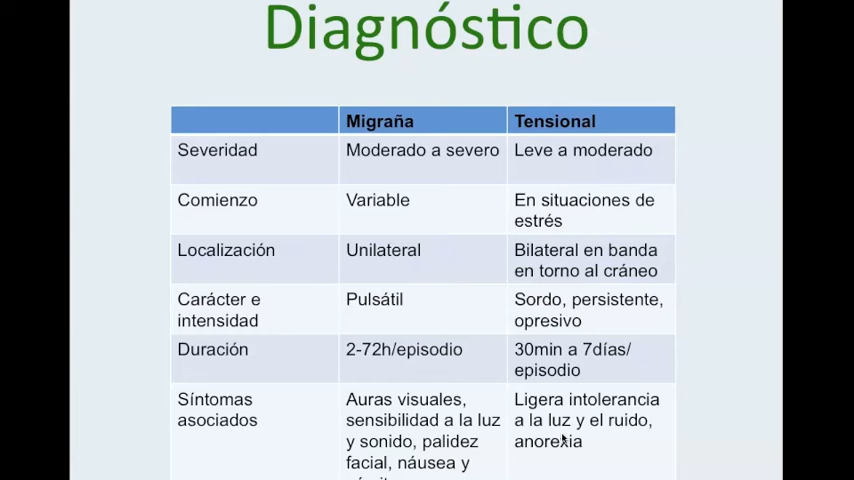 Diagnóstico
Migraña Tensional
Severidad Moderado a severo Leve a moderado
Comienzo Variable En situaciones de
estrés
Localización Unilateral Bilateral en banda
en torno al cráneo
Carácter e Pulsátil Sordo, persistente,
intensidad opresivo
Duración 2-72h/episodio 30min a 7días/
episodio
Síntomas Auras visuales, Ligera intolerancia
asociados sensibilidad a la luz a la luz y el ruido,
y sonido, palidez anorexia
facial, náusea y